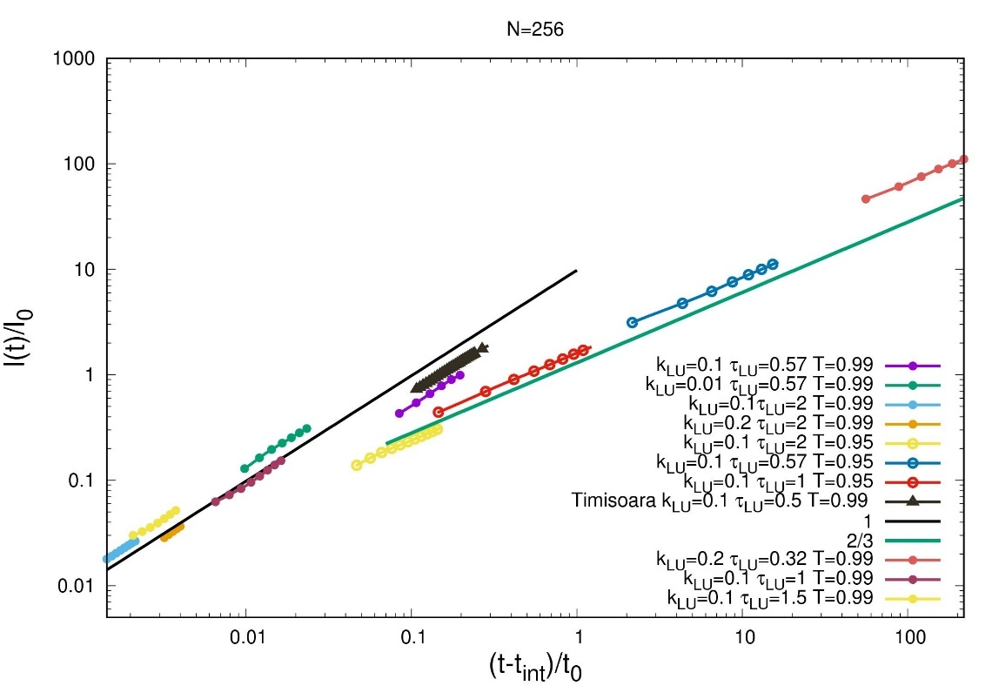 N=256
1000
100
10
1
0.1
0.01
l(t)/l0
kLU=0.1 τLU=0.57 T=0.99
kLU=0.01 τLU=0.57 T=0.99
kLU=0.1τLU=2 T=0.99
kLU=0.2 τLU=2 T=0.99
kLU=0.1 τLU=2 T=0.95
kLU=0.1 τLU=0.57 T=0.95
kLU=0.1 τLU=1 T=0.95
Timisoara kLU=0.1 τLU=0.5 T=0.99
1
2/3
kLU=0.2 τLU=0.32 T=0.99
kLU=0.1 τLU=1 T=0.99
kLU=0.1 τLU=1.5 T=0.99
0.01 0.1 1 10 100
(t-tint)/t0